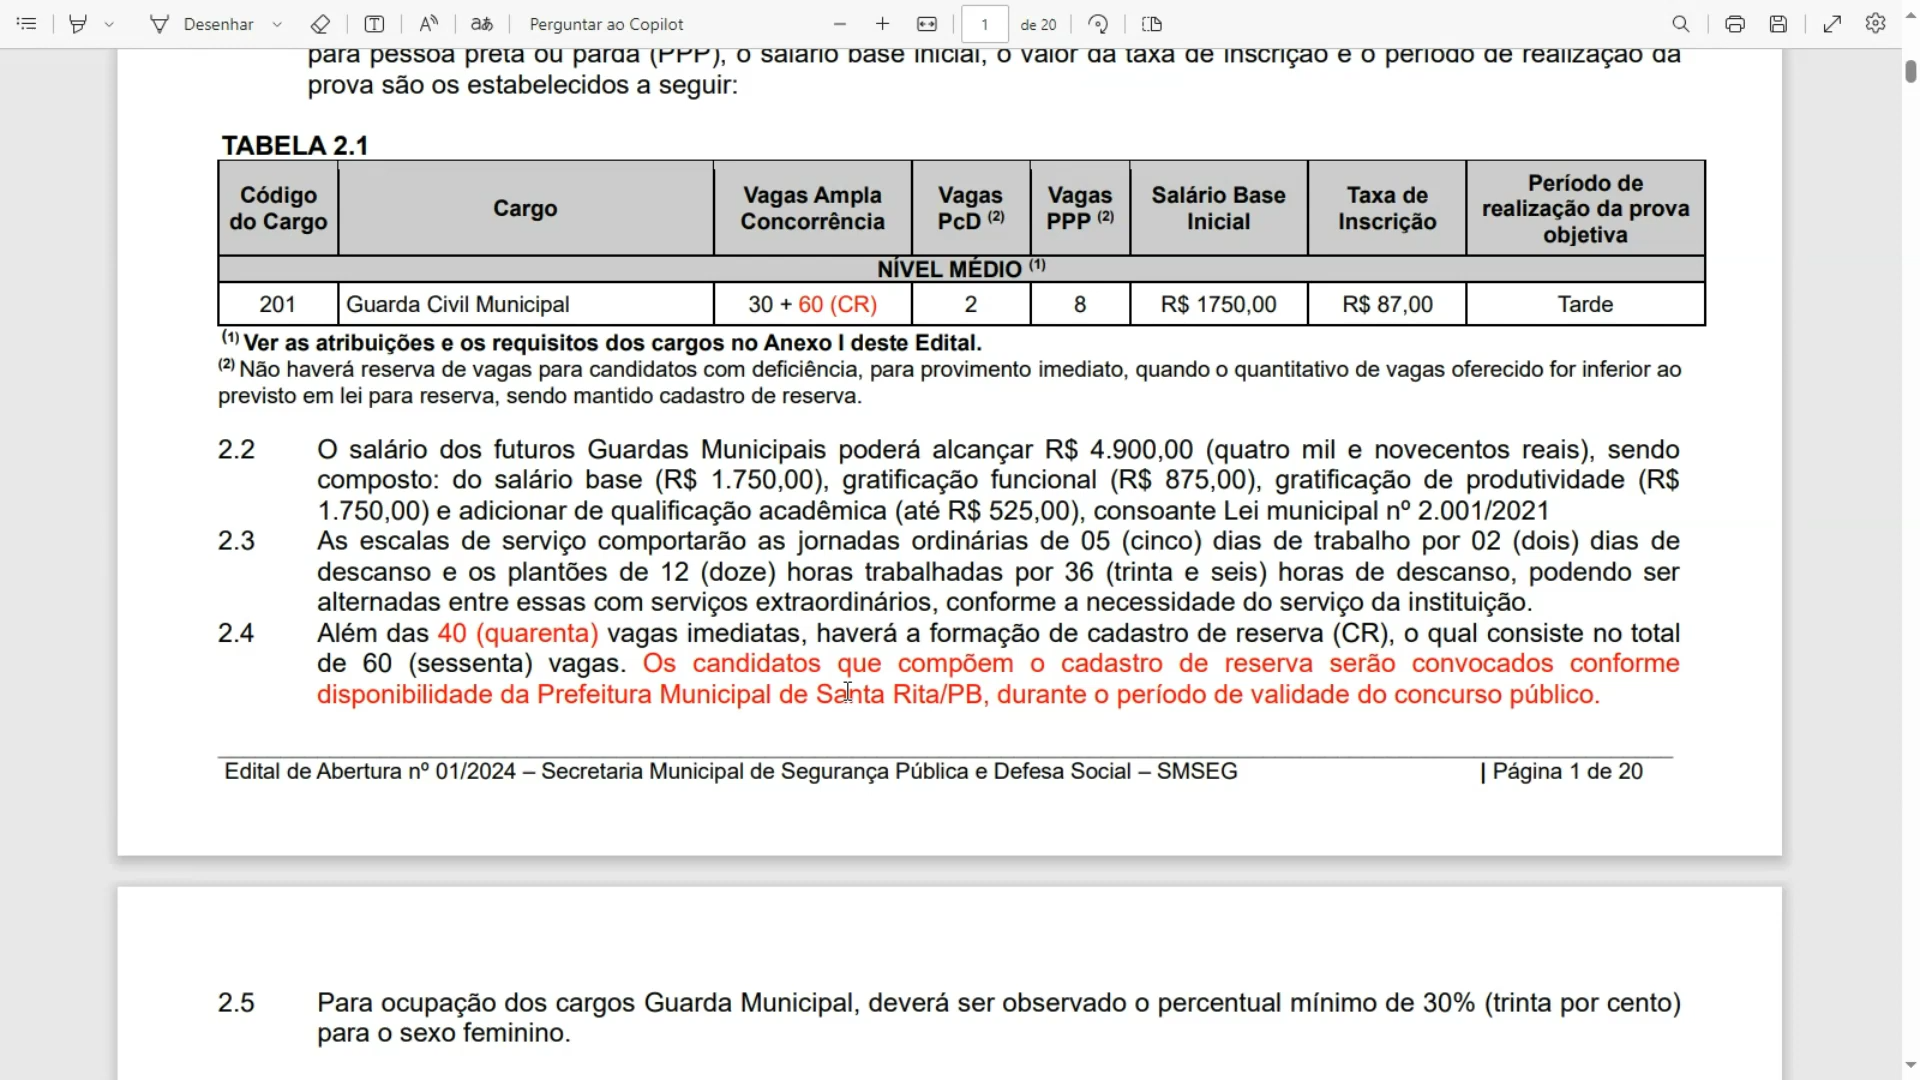 Desenhar
Perguntar ao Copilot
1 de 20
para pessoa preta ou parda (PPP), o salário base inicial, o valor da taxa de inscrição e o período de realização da
prova são os estabelecidos a seguir:
TABELA 2.1
Código do Cargo | Cargo | Vagas Ampla Concorrência | Vagas PcD (2) | Vagas PPP (2) | Salário Base Inicial | Taxa de Inscrição | Período de realização da prova objetiva
NÍVEL MÉDIO (1)
201 | Guarda Civil Municipal | 30 + 60 (CR) | 2 | 8 | R$ 1750,00 | R$ 87,00 | Tarde
(1) Ver as atribuições e os requisitos dos cargos no Anexo I deste Edital.
(2) Não haverá reserva de vagas para candidatos com deficiência, para provimento imediato, quando o quantitativo de vagas oferecido for inferior ao
previsto em lei para reserva, sendo mantido cadastro de reserva.
2.2 O salário dos futuros Guardas Municipais poderá alcançar R$ 4.900,00 (quatro mil e novecentos reais), sendo
composto: do salário base (R$ 1.750,00), gratificação funcional (R$ 875,00), gratificação de produtividade (R$
1.750,00) e adicionar de qualificação acadêmica (até R$ 525,00), consoante Lei municipal nº 2.001/2021
2.3 As escalas de serviço comportarão as jornadas ordinárias de 05 (cinco) dias de trabalho por 02 (dois) dias de
descanso e os plantões de 12 (doze) horas trabalhadas por 36 (trinta e seis) horas de descanso, podendo ser
alternadas entre essas com serviços extraordinários, conforme a necessidade do serviço da instituição.
2.4 Além das 40 (quarenta) vagas imediatas, haverá a formação de cadastro de reserva (CR), o qual consiste no total
de 60 (sessenta) vagas. Os candidatos que compõem o cadastro de reserva serão convocados conforme
disponibilidade da Prefeitura Municipal de Santa Rita/PB, durante o período de validade do concurso público.
Edital de Abertura nº 01/2024 – Secretaria Municipal de Segurança Pública e Defesa Social – SMSEG | Página 1 de 20
2.5 Para ocupação dos cargos Guarda Municipal, deverá ser observado o percentual mínimo de 30% (trinta por cento)
para o sexo feminino.